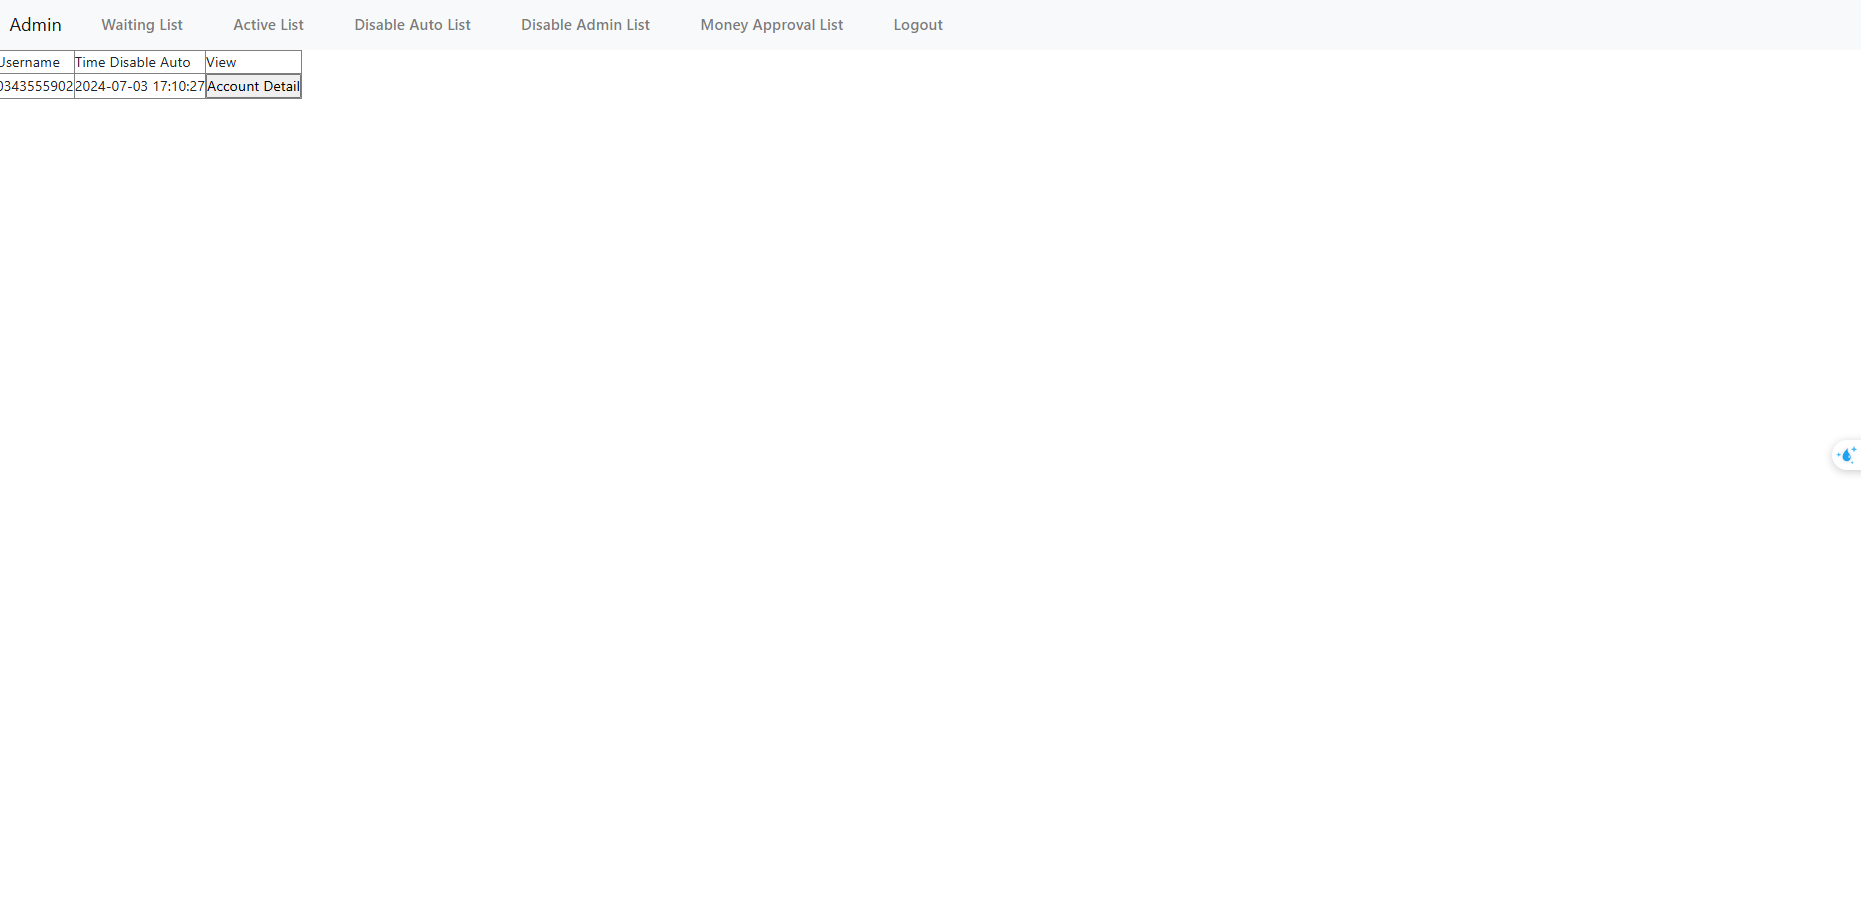 Admin Waiting List Active List Disable Auto List Disable Admin List Money Approval List Logout
Username Time Disable Auto View
0343555902 2024-07-03 17:10:27 Account Detail